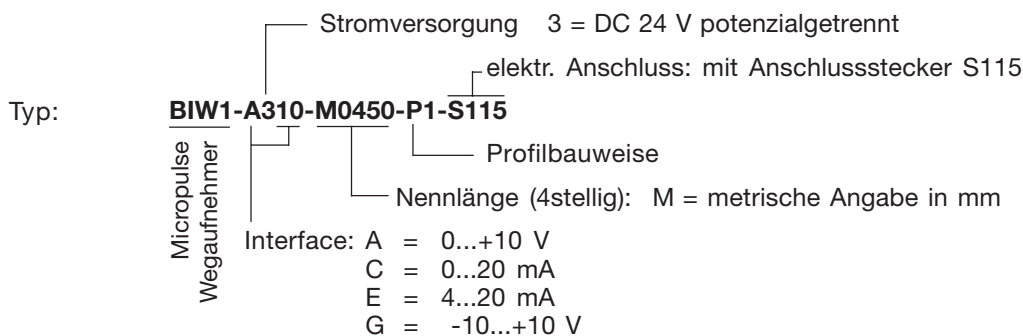 Stromversorgung 3 = DC 24 V potenzialgetrennt
elektr. Anschluss: mit Anschlussstecker S115
Typ: BIW1-A310-M0450-P1-S115
Profilbauweise
Micropulse
Wegaufnehmer
Nennlänge (4stellig): M = metrische Angabe in mm
Interface: A = 0...+10 V
C = 0...20 mA
E = 4...20 mA
G = -10...+10 V